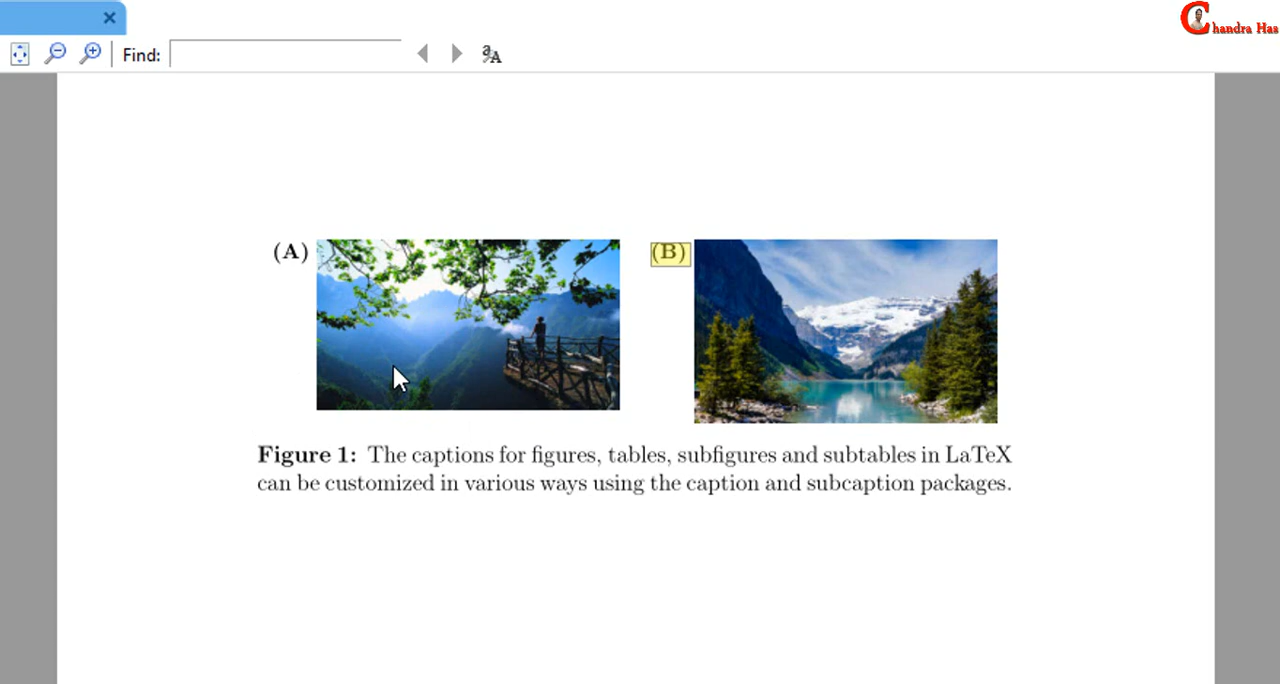 Chandra Has
Find:
(A)
(B)
Figure 1: The captions for figures, tables, subfigures and subtables in LaTeX
can be customized in various ways using the caption and subcaption packages.